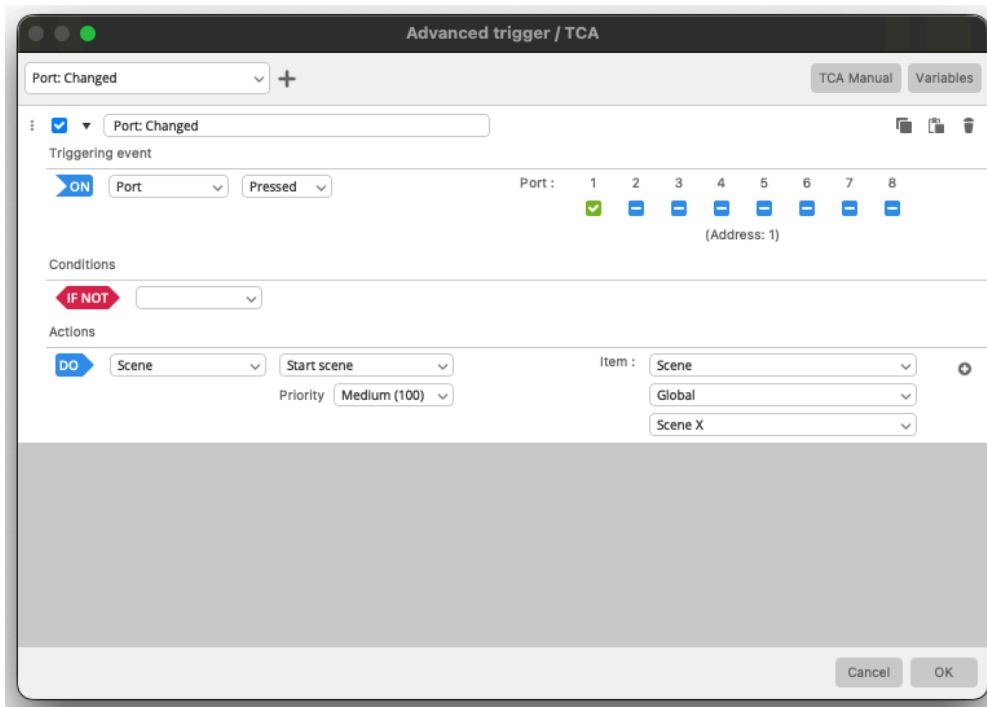 Advanced trigger / TCA
Port: Changed
TCA Manual Variables
Port: Changed
Triggering event
ON Port Pressed Port : 1 2 3 4 5 6 7 8
(Address: 1)
Conditions
IF NOT
Actions
DO Scene Start scene Item : Scene
Priority Medium (100) Global
Scene X
Cancel OK